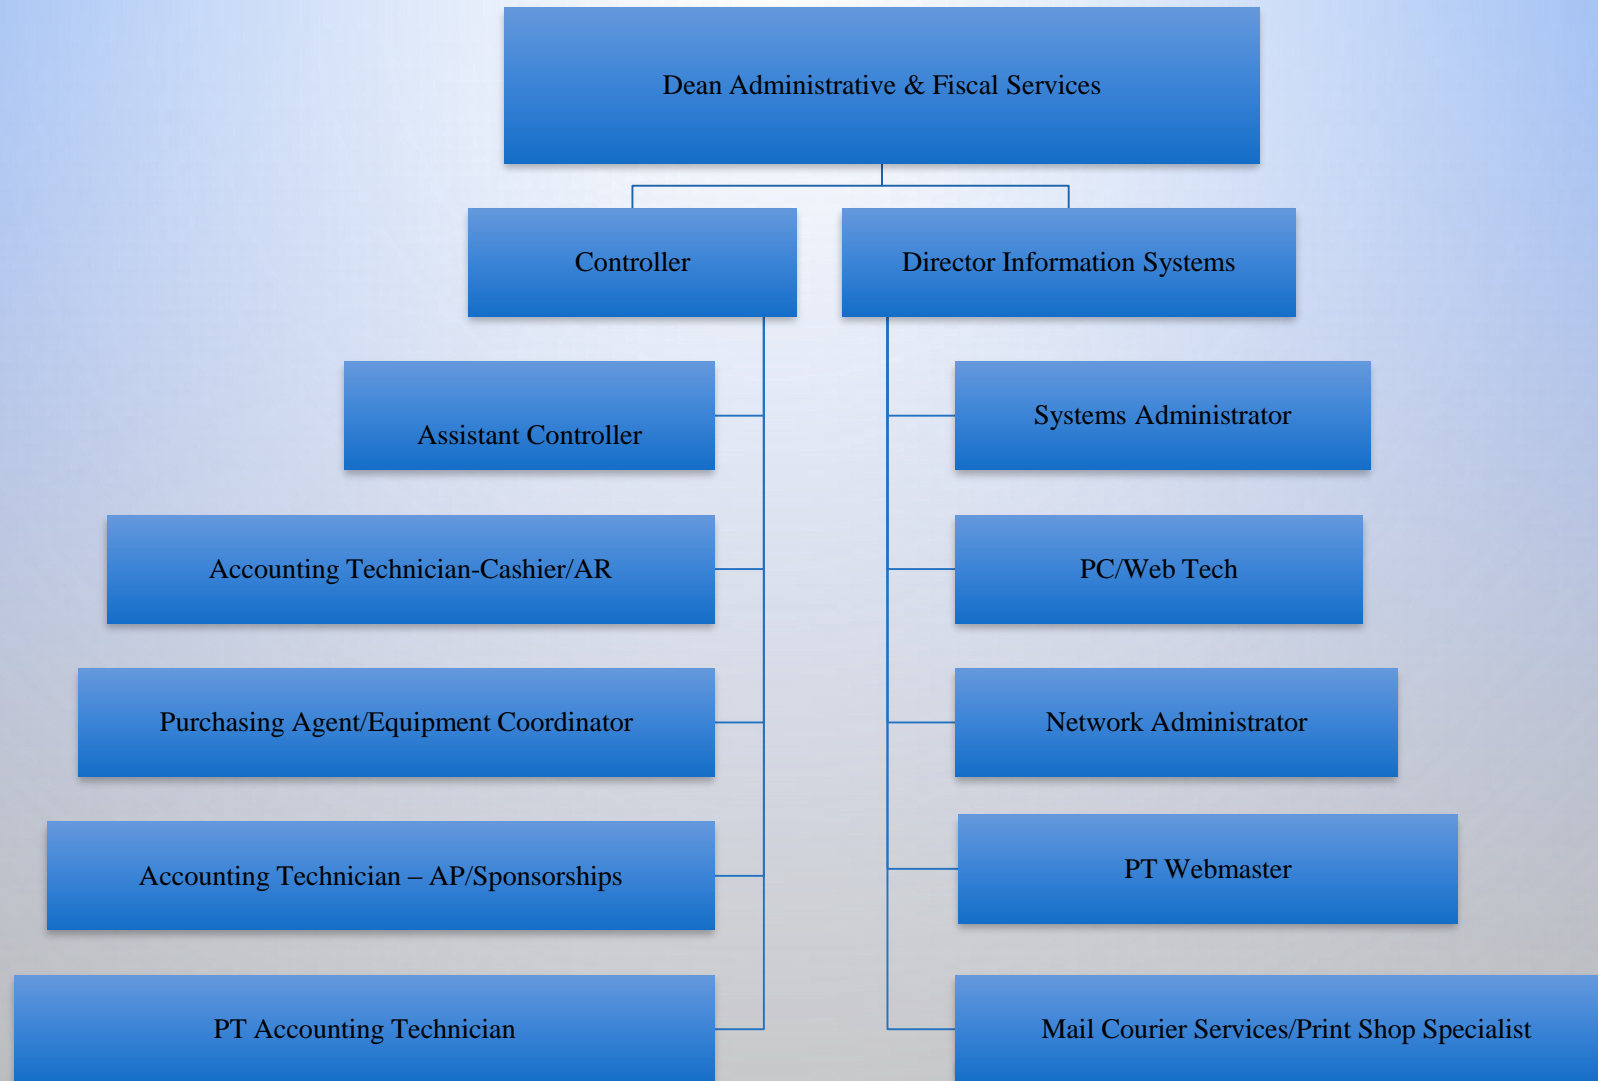 Dean Administrative & Fiscal Services
Controller
Director Information Systems
Assistant Controller
Systems Administrator
Accounting Technician-Cashier/AR
PC/Web Tech
Purchasing Agent/Equipment Coordinator
Network Administrator
Accounting Technician – AP/Sponsorships
PT Webmaster
PT Accounting Technician
Mail Courier Services/Print Shop Specialist